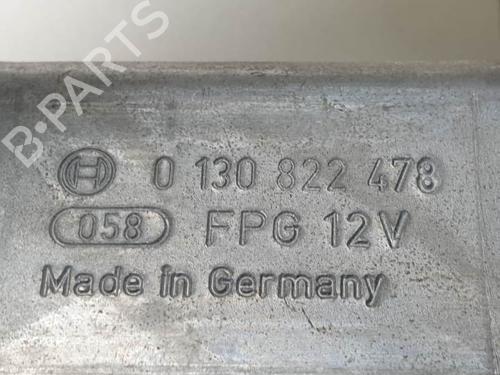 B-PARTS
0 130 822 478
058 FPG 12V
Made in Germany